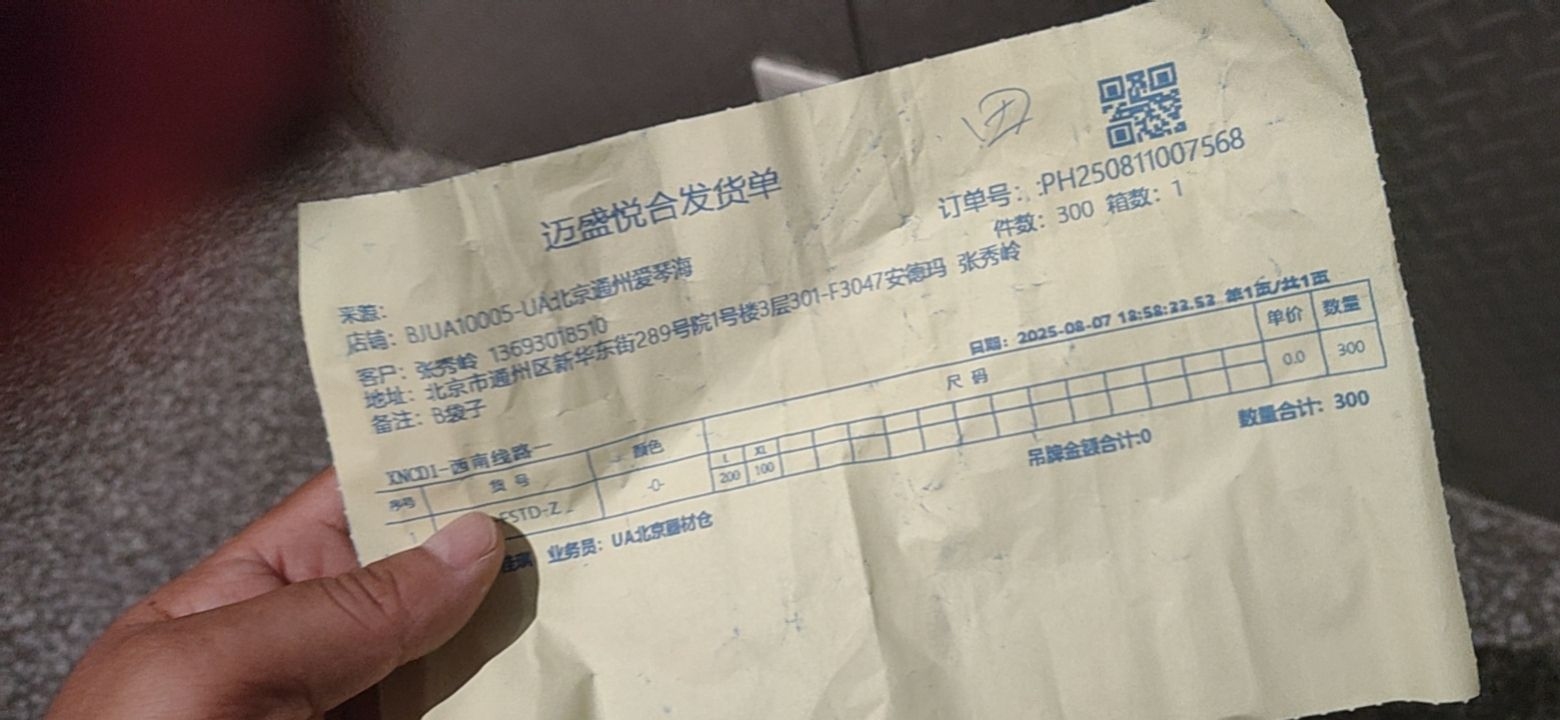 迈盛悦合发货单
订单号: :PH250811007568
件数: 300 箱数: 1
来源:
店铺: BJUA10005-UA北京通州爱琴海
客户: 张秀岭 13693018510
地址: 北京市通州区新华东街289号院1号楼3层301-F3047安德玛 张秀岭
备注: B袋子
日期: 2025-08-07 18:58:33.53 第1页/共1页
XNCD1-西南线路一
序号 货号 颜色 尺码 单价 数量
L XL
1 FSTD-Z -0- 200 100 0.0 300
业务员: UA北京器材仓 吊牌金额合计:0 数量合计: 300